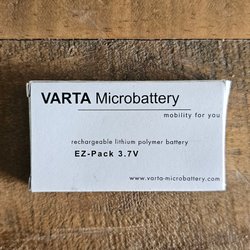 VARTA Microbattery
mobility for you
rechargeable lithium polymer battery
EZ-Pack 3.7V
www.varta-microbattery.com